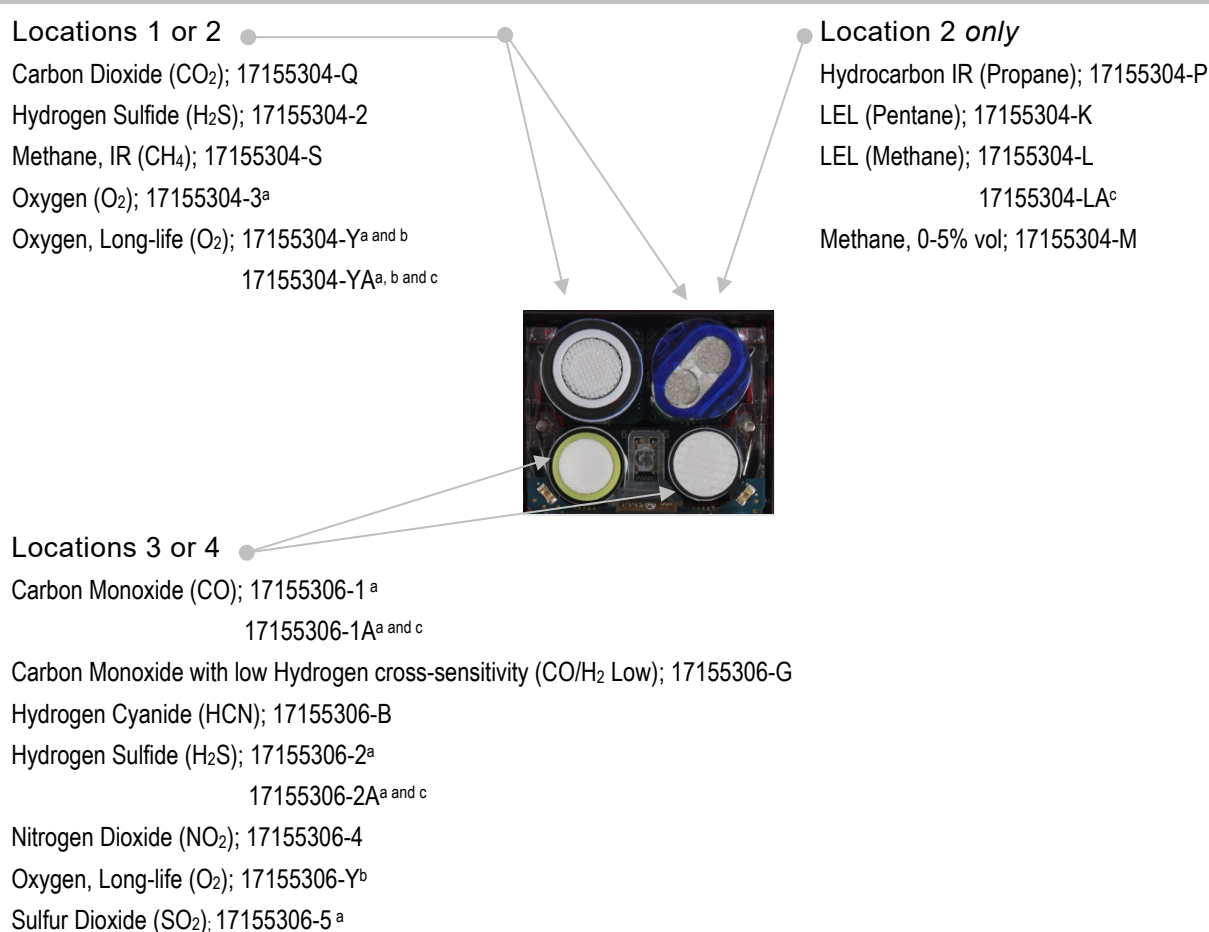 Locations 1 or 2
Carbon Dioxide (CO2); 17155304-Q
Hydrogen Sulfide (H2S); 17155304-2
Methane, IR (CH4); 17155304-S
Oxygen (O2); 17155304-3a
Oxygen, Long-life (O2); 17155304-Ya and b
17155304-YAa, b and c
Location 2 only
Hydrocarbon IR (Propane); 17155304-P
LEL (Pentane); 17155304-K
LEL (Methane); 17155304-L
17155304-LAc
Methane, 0-5% vol; 17155304-M
Locations 3 or 4
Carbon Monoxide (CO); 17155306-1 a
17155306-1Aa and c
Carbon Monoxide with low Hydrogen cross-sensitivity (CO/H2 Low); 17155306-G
Hydrogen Cyanide (HCN); 17155306-B
Hydrogen Sulfide (H2S); 17155306-2a
17155306-2Aa and c
Nitrogen Dioxide (NO2); 17155306-4
Oxygen, Long-life (O2); 17155306-Yb
Sulfur Dioxide (SO2); 17155306-5 a